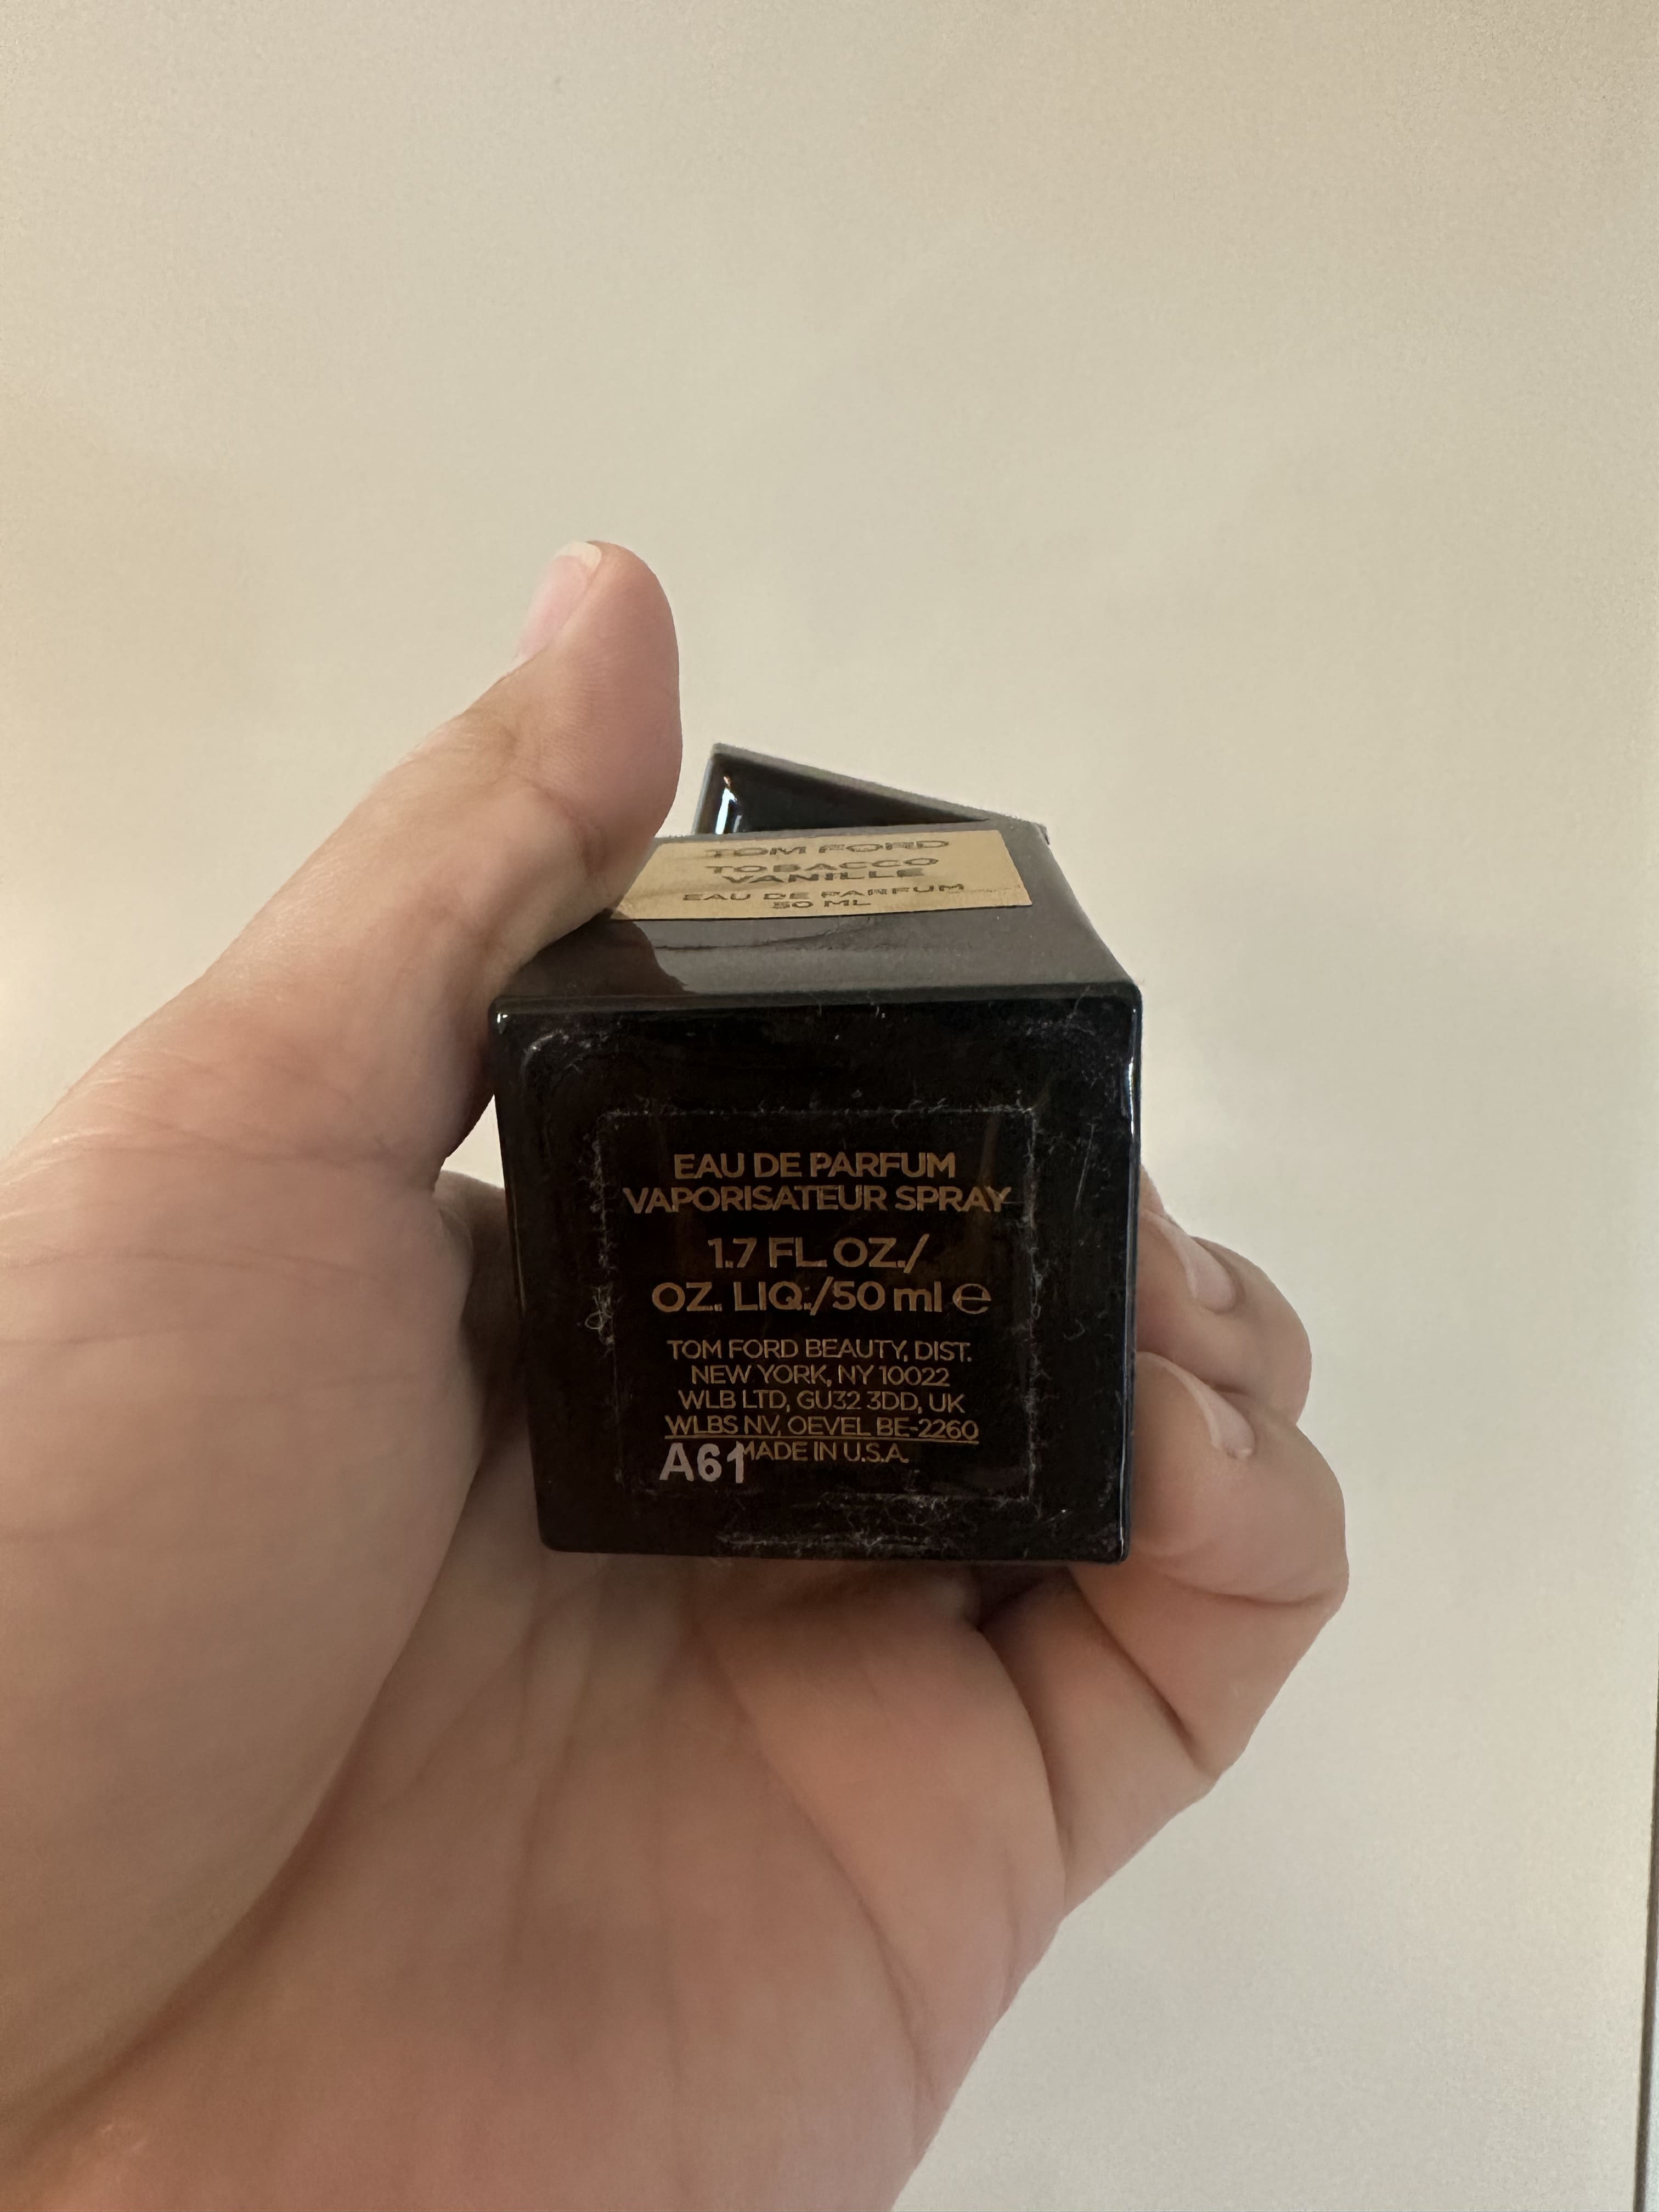 TOM FORD
TOBACCO
VANILLE
EAU DE PARFUM
50 ML
EAU DE PARFUM
VAPORISATEUR SPRAY
1.7 FL. OZ./
OZ. LIQ./50 ml ℮
TOM FORD BEAUTY, DIST.
NEW YORK, NY 10022
WLB LTD, GU32 3DD, UK
WLBS NV, OEVEL BE-2260
MADE IN U.S.A.
A61